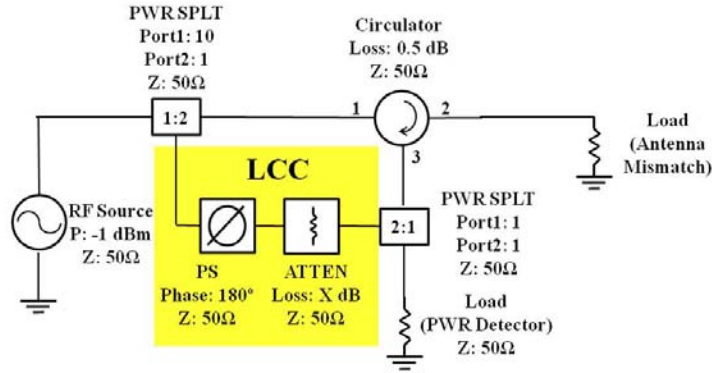 PWR SPLT
Port1: 10
Port2: 1
Z: 50Ω
1:2
Circulator
Loss: 0.5 dB
Z: 50Ω
1
2
3
Load
(Antenna
Mismatch)
LCC
RF Source
P: -1 dBm
Z: 50Ω
PS
Phase: 180°
Z: 50Ω
ATTEN
Loss: X dB
Z: 50Ω
2:1
PWR SPLT
Port1: 1
Port2: 1
Z: 50Ω
Load
(PWR Detector)
Z: 50Ω